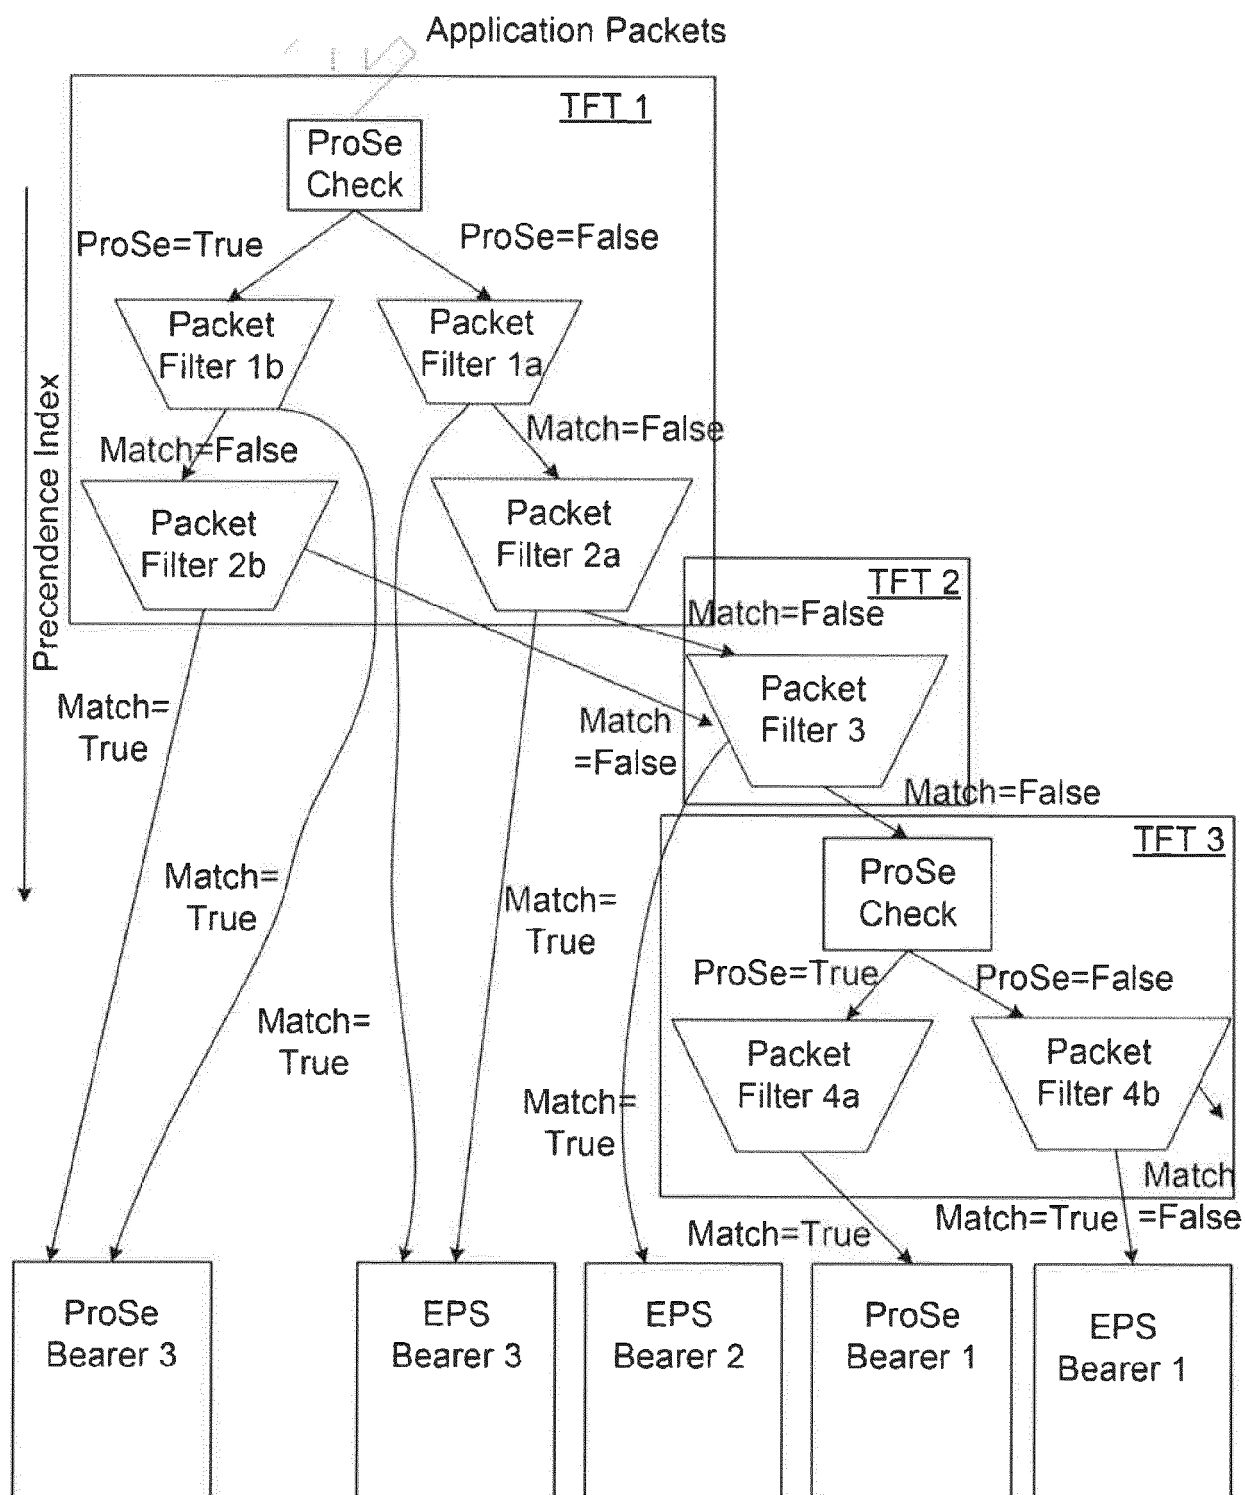 Application Packets
TFT 1
ProSe
Check
ProSe=True
ProSe=False
Packet
Filter 1b
Packet
Filter 1a
Match=False
Match=False
Packet
Filter 2b
Packet
Filter 2a
Precendence Index
TFT 2
Match=False
Packet
Filter 3
Match=
True
Match
=False
Match=False
TFT 3
ProSe
Check
Match=
True
Match=
True
ProSe=True
ProSe=False
Match=
True
Packet
Filter 4a
Packet
Filter 4b
Match=
True
Match
=False
Match=True
Match=True
ProSe
Bearer 3
EPS
Bearer 3
EPS
Bearer 2
ProSe
Bearer 1
EPS
Bearer 1